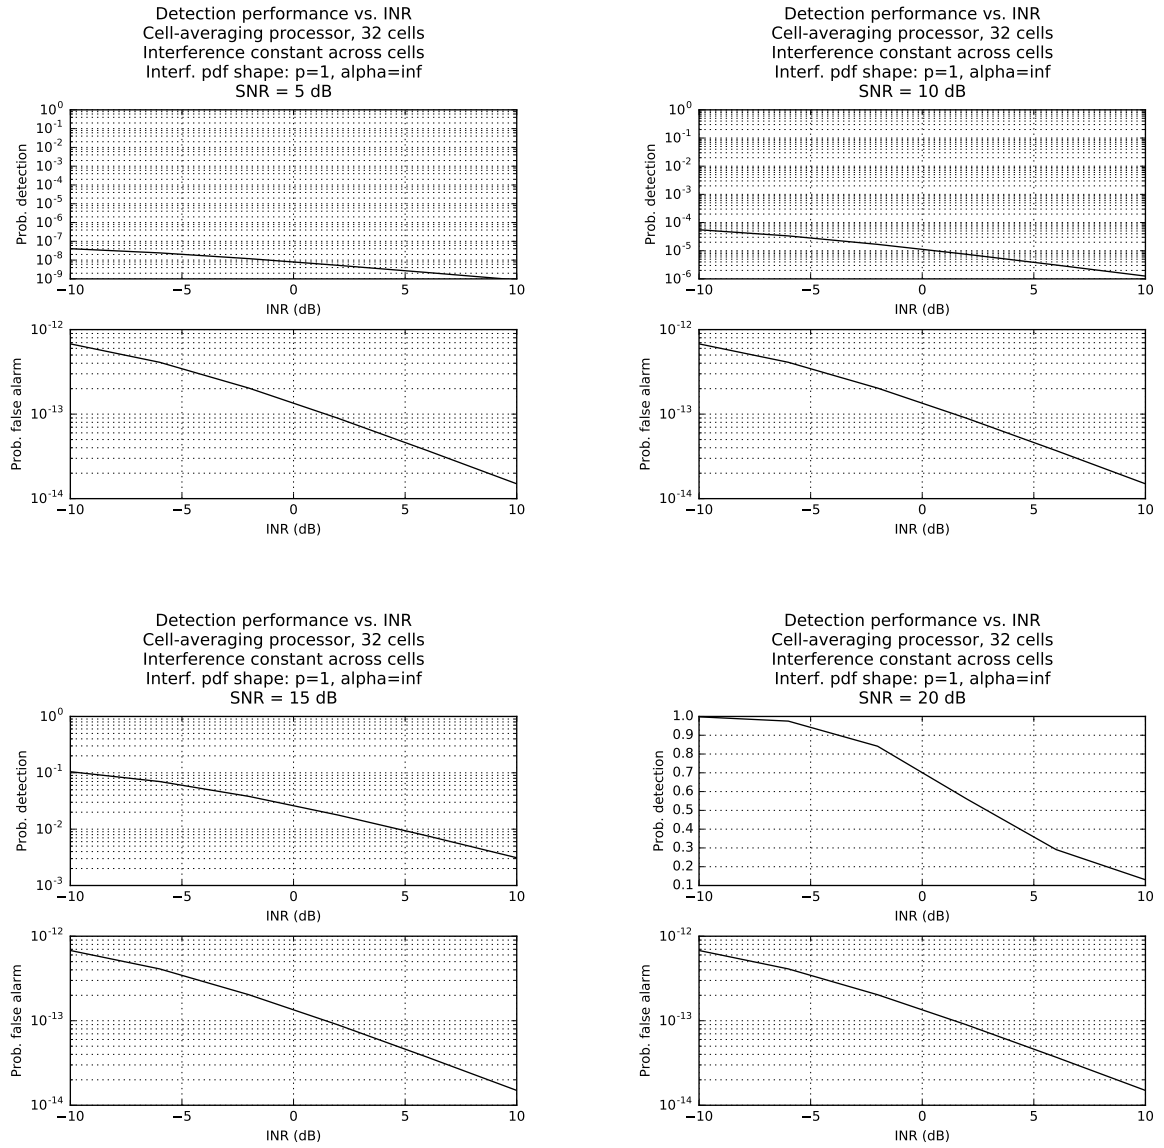 Detection performance vs. INR
Cell-averaging processor, 32 cells
Interference constant across cells
Interf. pdf shape: p=1, alpha=inf
SNR = 5 dB
Prob. detection
10^0
10^-1
10^-2
10^-3
10^-4
10^-5
10^-6
10^-7
10^-8
10^-9
−10 −5 0 5 10
INR (dB)
Prob. false alarm
10^-12
10^-13
10^-14
−10 −5 0 5 10
INR (dB)
Detection performance vs. INR
Cell-averaging processor, 32 cells
Interference constant across cells
Interf. pdf shape: p=1, alpha=inf
SNR = 10 dB
Prob. detection
10^0
10^-1
10^-2
10^-3
10^-4
10^-5
10^-6
−10 −5 0 5 10
INR (dB)
Prob. false alarm
10^-12
10^-13
10^-14
−10 −5 0 5 10
INR (dB)
Detection performance vs. INR
Cell-averaging processor, 32 cells
Interference constant across cells
Interf. pdf shape: p=1, alpha=inf
SNR = 15 dB
Prob. detection
10^0
10^-1
10^-2
10^-3
−10 −5 0 5 10
INR (dB)
Prob. false alarm
10^-12
10^-13
10^-14
−10 −5 0 5 10
INR (dB)
Detection performance vs. INR
Cell-averaging processor, 32 cells
Interference constant across cells
Interf. pdf shape: p=1, alpha=inf
SNR = 20 dB
Prob. detection
1.0
0.9
0.8
0.7
0.6
0.5
0.4
0.3
0.2
0.1
−10 −5 0 5 10
INR (dB)
Prob. false alarm
10^-12
10^-13
10^-14
−10 −5 0 5 10
INR (dB)